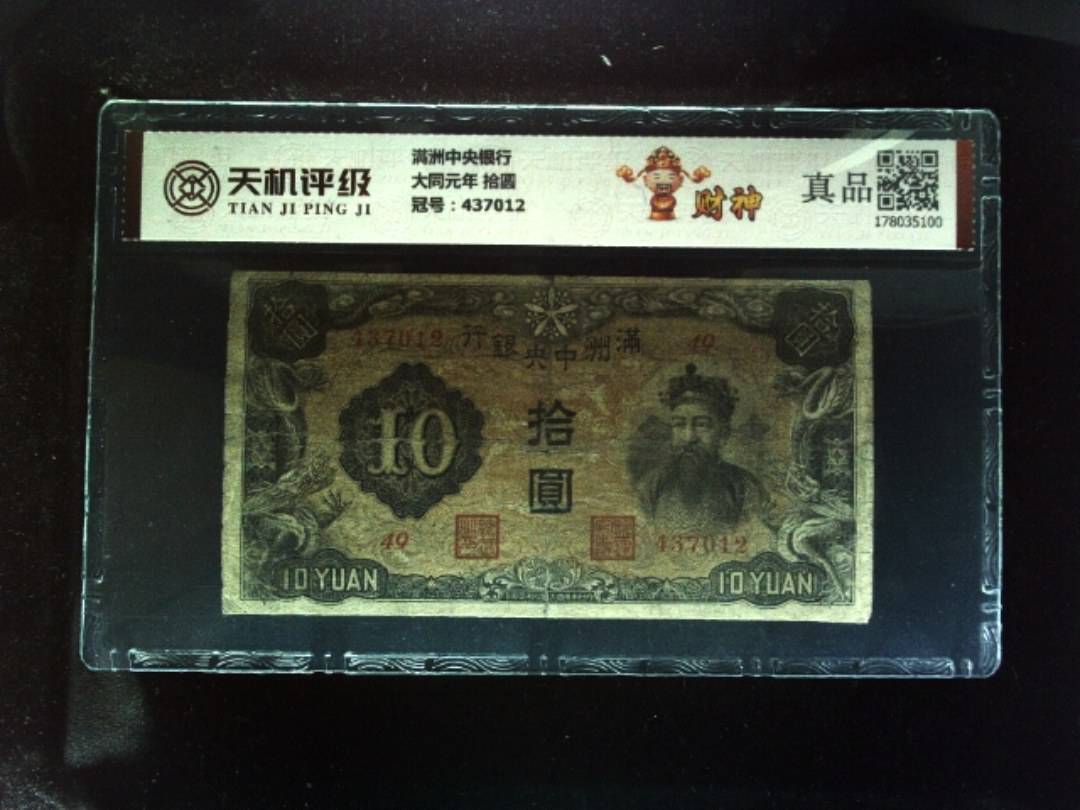 天机评级
TIAN JI PING JI
满洲中央银行
大同元年 拾圆
冠号：437012
财神
真品
178035100
拾圓
拾圓
437012
行銀央中洲滿
49
10
拾
圓
49
437012
10 YUAN
10 YUAN